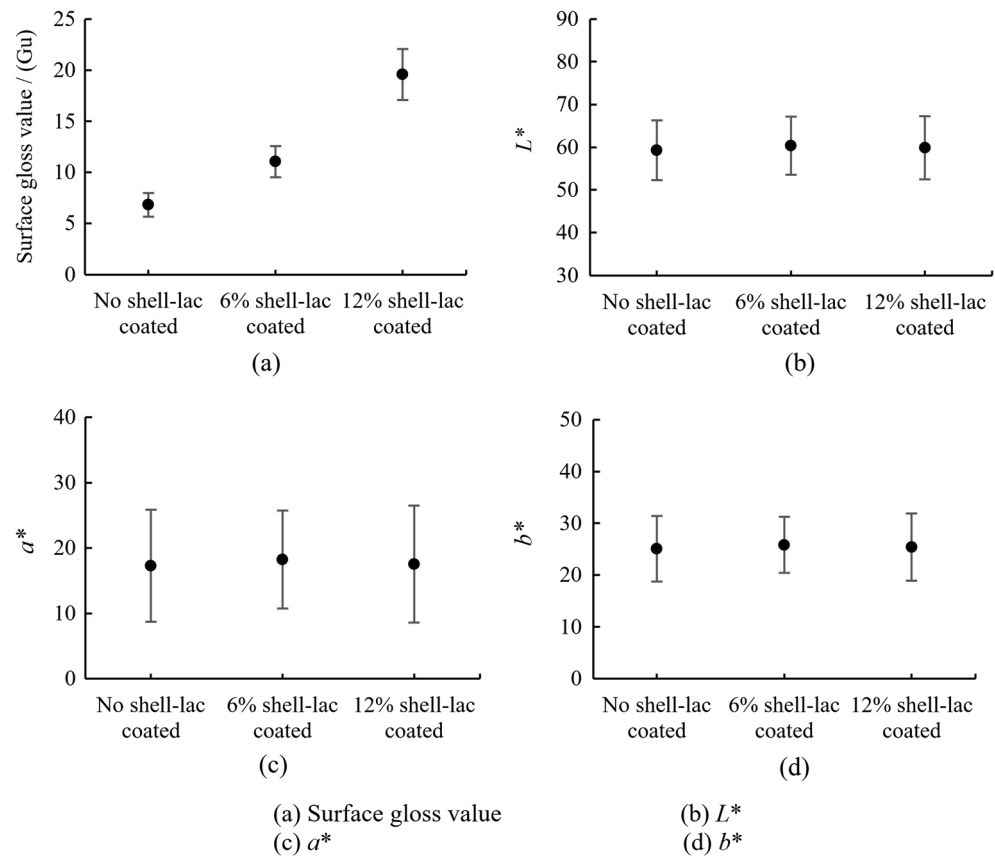 Surface gloss value / (Gu)
25
20
15
10
5
0
No shell-lac coated
6% shell-lac coated
12% shell-lac coated
(a)
L*
90
80
70
60
50
40
30
No shell-lac coated
6% shell-lac coated
12% shell-lac coated
(b)
a*
40
30
20
10
0
No shell-lac coated
6% shell-lac coated
12% shell-lac coated
(c)
b*
50
40
30
20
10
0
No shell-lac coated
6% shell-lac coated
12% shell-lac coated
(d)
(a) Surface gloss value
(b) L*
(c) a*
(d) b*